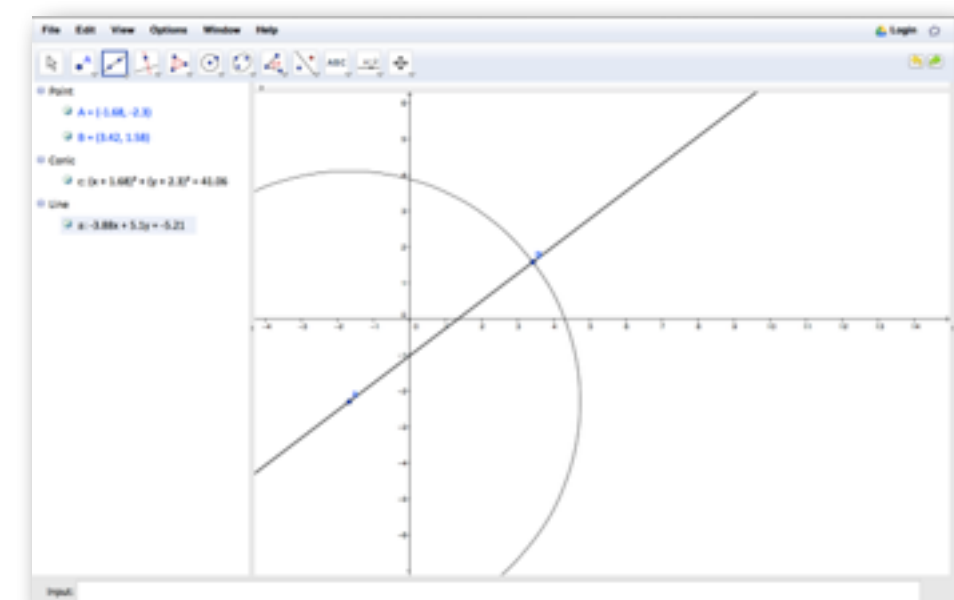 File Edit View Options Window Help
Login
ABC
Point
A = (-1.68, -2.3)
B = (3.42, 1.58)
Conic
c: (x + 1.68)² + (y + 2.3)² = 41.06
Line
a: -3.88x + 5.1y = -5.21
Input: